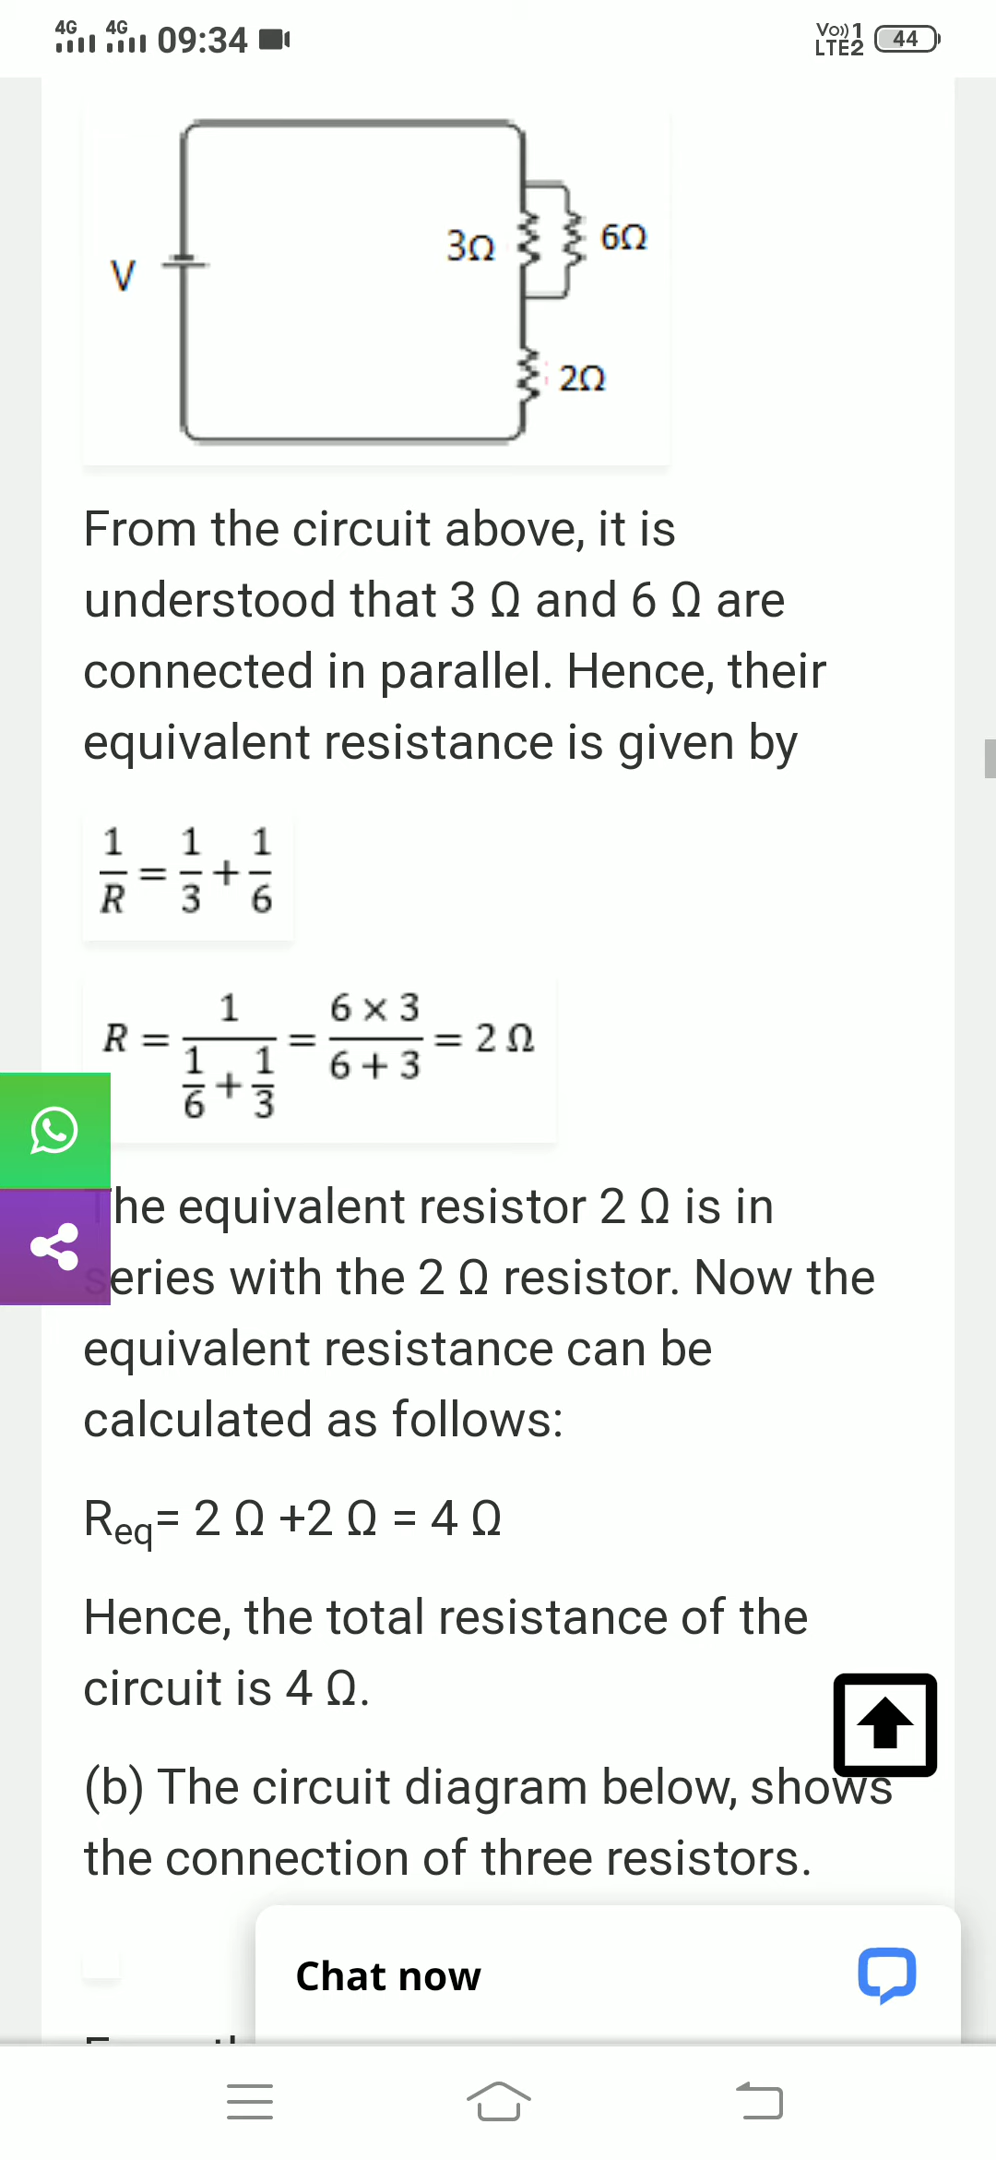 4G 4G 09:34 Vo)) 1 LTE2 44
V 3Ω 6Ω
2Ω
From the circuit above, it is
understood that 3 Ω and 6 Ω are
connected in parallel. Hence, their
equivalent resistance is given by
1/R = 1/3 + 1/6
R = 1/(1/6 + 1/3) = (6 × 3)/(6 + 3) = 2 Ω
The equivalent resistor 2 Ω is in
series with the 2 Ω resistor. Now the
equivalent resistance can be
calculated as follows:
Req= 2 Ω +2 Ω = 4 Ω
Hence, the total resistance of the
circuit is 4 Ω.
(b) The circuit diagram below, shows
the connection of three resistors.
Chat now